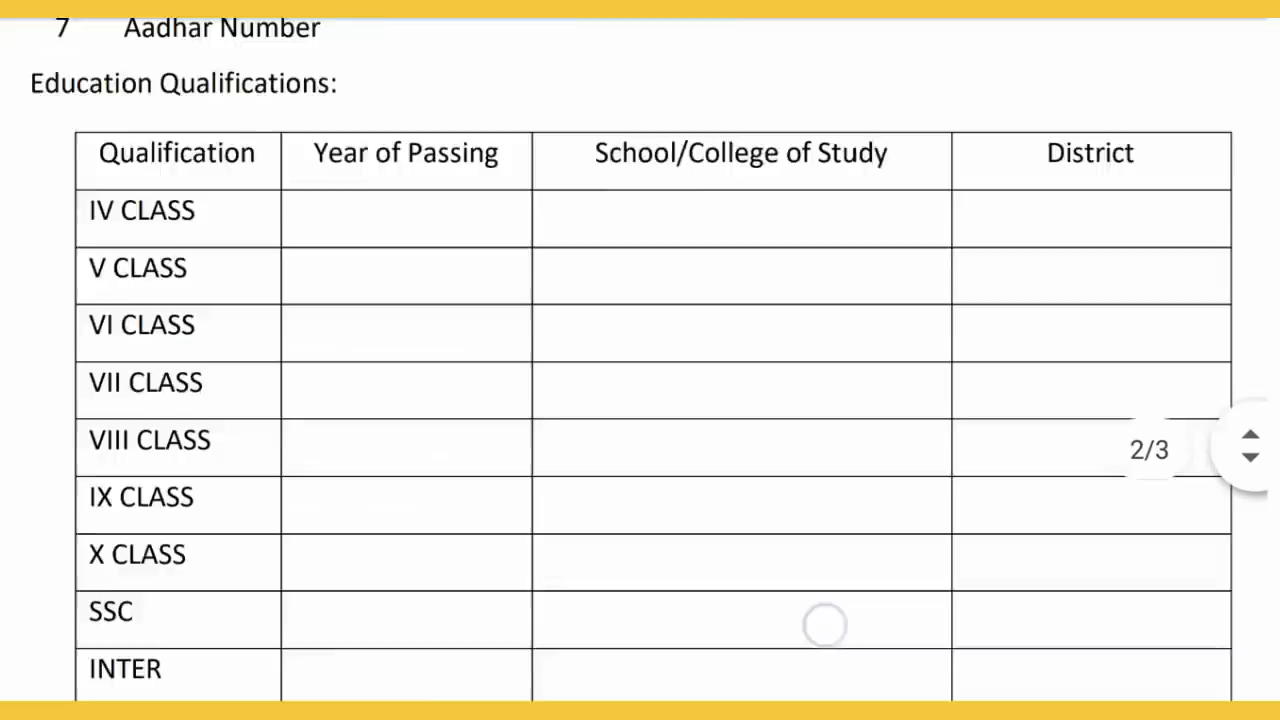 7 Aadhar Number
Education Qualifications:
Qualification Year of Passing School/College of Study District
IV CLASS
V CLASS
VI CLASS
VII CLASS
VIII CLASS
2/3
IX CLASS
X CLASS
SSC
INTER